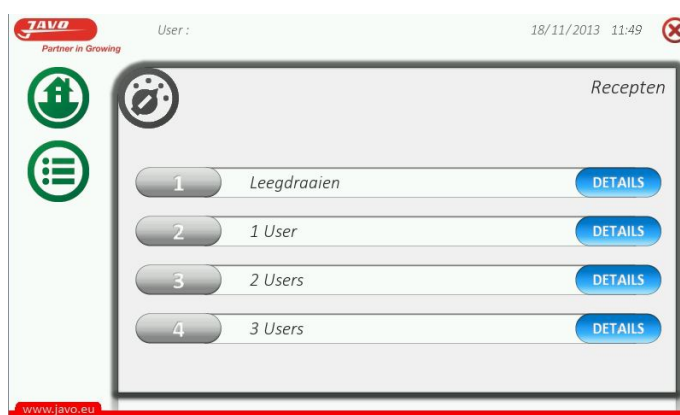 JAVO
Partner in Growing
User :
18/11/2013 11:49
Recepten
1 Leegdraaien DETAILS
2 1 User DETAILS
3 2 Users DETAILS
4 3 Users DETAILS
www.javo.eu